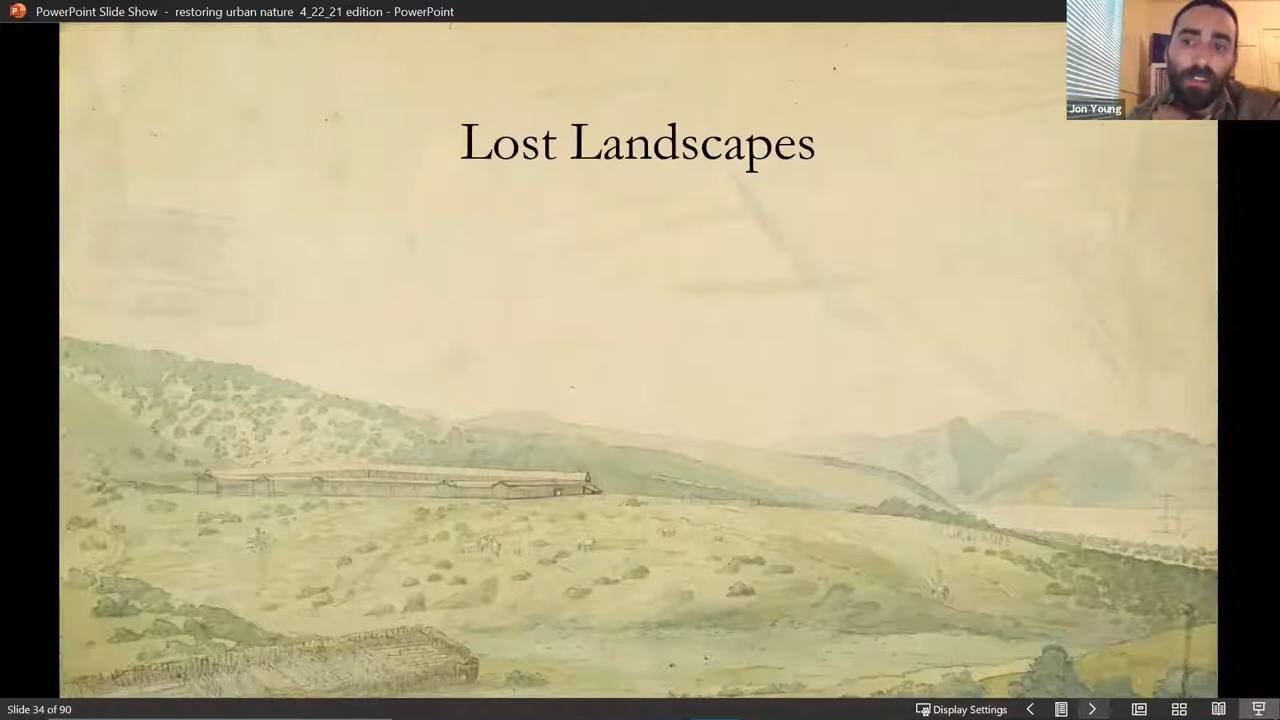 PowerPoint Slide Show - restoring urban nature 4_22_21 edition - PowerPoint
Jon Young
Lost Landscapes
Slide 34 of 90
Display Settings